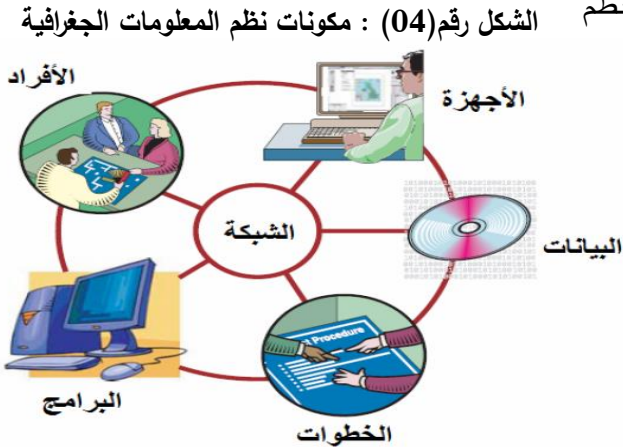 الشكل رقم(04) : مكونات نظم المعلومات الجغرافية
الأفراد
الأجهزة
الشبكة
البيانات
Procedure
البرامج
الخطوات